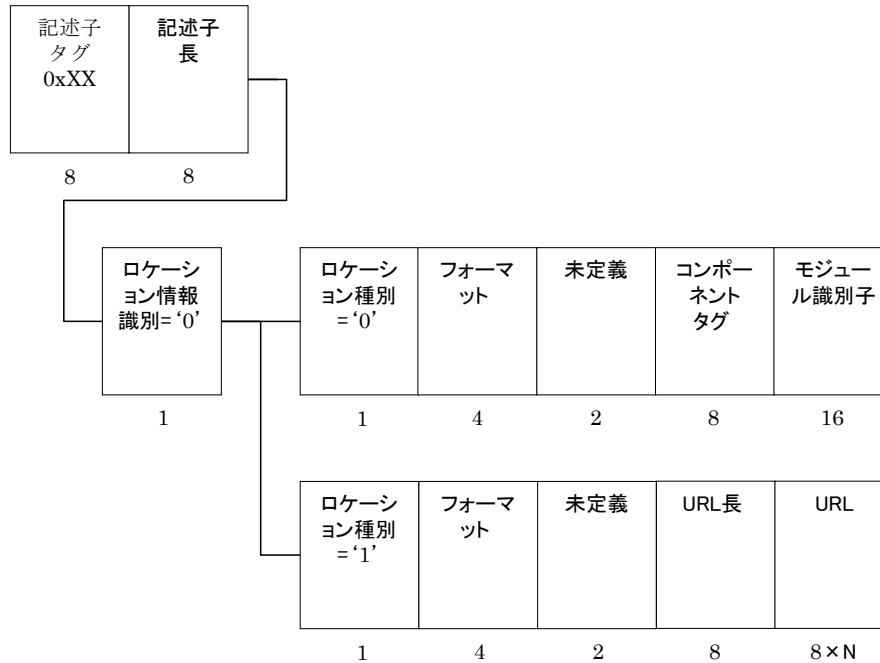 記述子
タグ
0xXX
記述子
長
8
8
ロケーシ
ョン情報
識別= ‘0’
1
ロケーシ
ョン種別
= ‘0’
フォーマ
ット
未定義
コンポー
ネント
タグ
モジュー
ル識別子
1
4
2
8
16
ロケーシ
ョン種別
= ‘1’
フォーマ
ット
未定義
URL長
URL
1
4
2
8
8×N